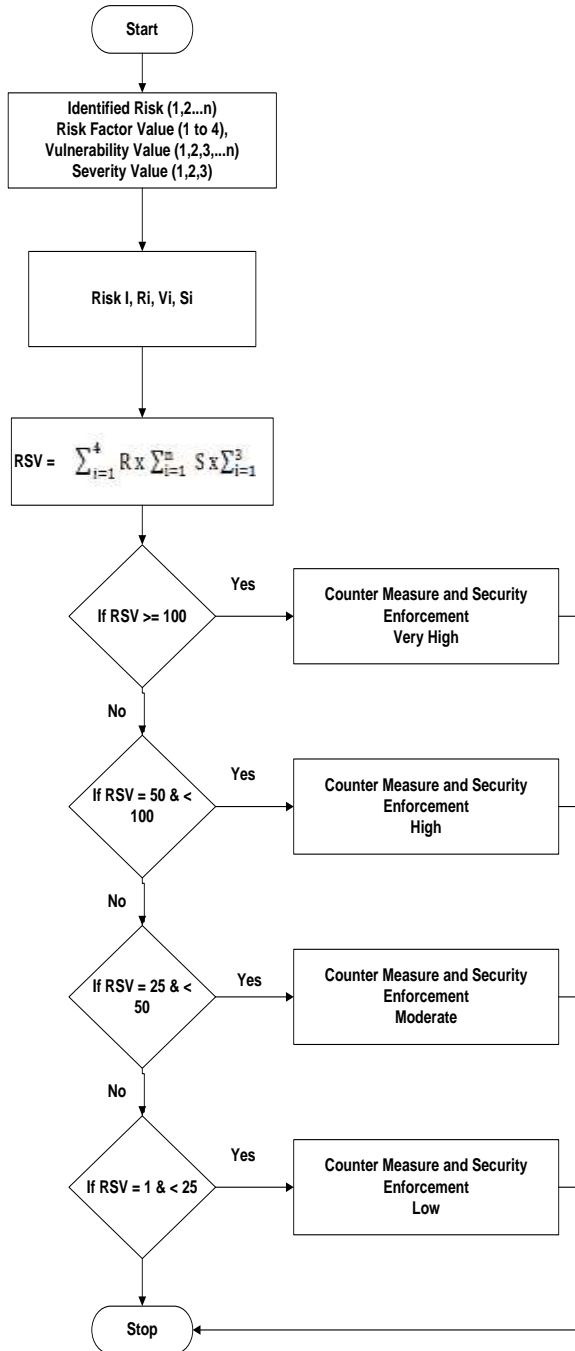 Start
Identified Risk (1,2...n)
Risk Factor Value (1 to 4),
Vulnerability Value (1,2,3,...n)
Severity Value (1,2,3)
Risk I, Ri, Vi, Si
RSV = ∑⁴ᵢ₌₁ R x ∑ⁿᵢ₌₁ S x ∑³ᵢ₌₁
If RSV >= 100
Yes
Counter Measure and Security
Enforcement
Very High
No
If RSV = 50 & <
100
Yes
Counter Measure and Security
Enforcement
High
No
If RSV = 25 & <
50
Yes
Counter Measure and Security
Enforcement
Moderate
No
If RSV = 1 & < 25
Yes
Counter Measure and Security
Enforcement
Low
Stop